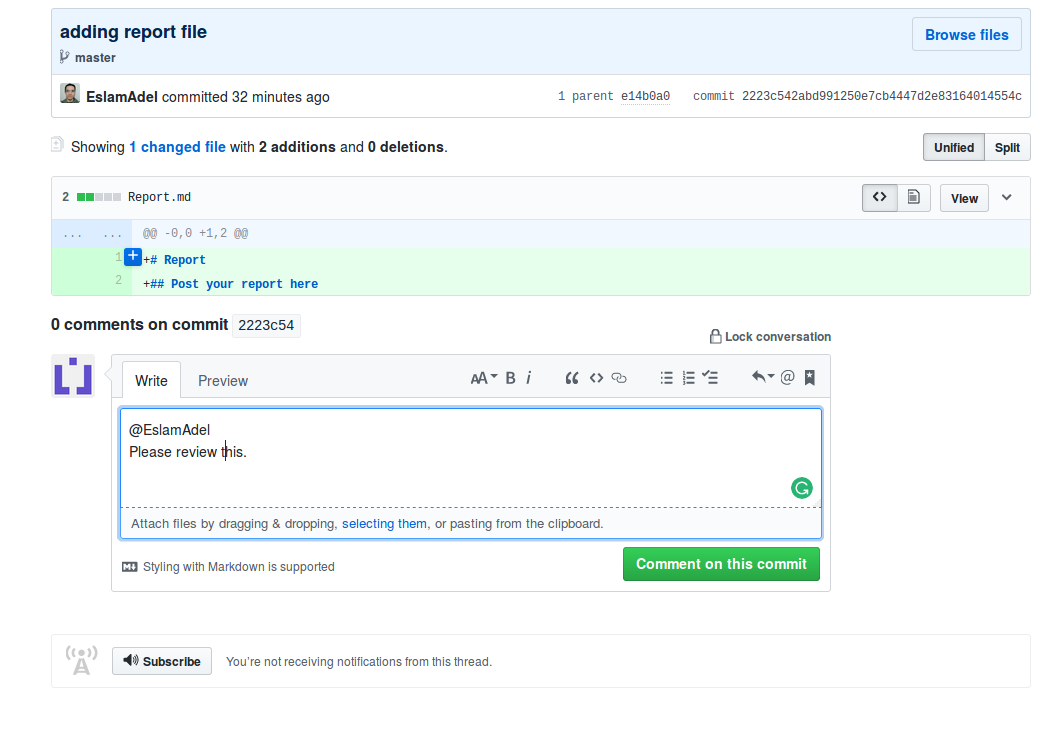 adding report file
Browse files
master
EslamAdel committed 32 minutes ago 1 parent e14b0a0 commit 2223c542abd991250e7cb4447d2e83164014554c
Showing 1 changed file with 2 additions and 0 deletions. Unified Split
2 Report.md <> View
... ... @@ -0,0 +1,2 @@
1 + +# Report
2 +## Post your report here
0 comments on commit 2223c54
Lock conversation
Write Preview AA B i “ <> @
@EslamAdel
Please review this.
G
Attach files by dragging & dropping, selecting them, or pasting from the clipboard.
M↓ Styling with Markdown is supported Comment on this commit
Subscribe You’re not receiving notifications from this thread.